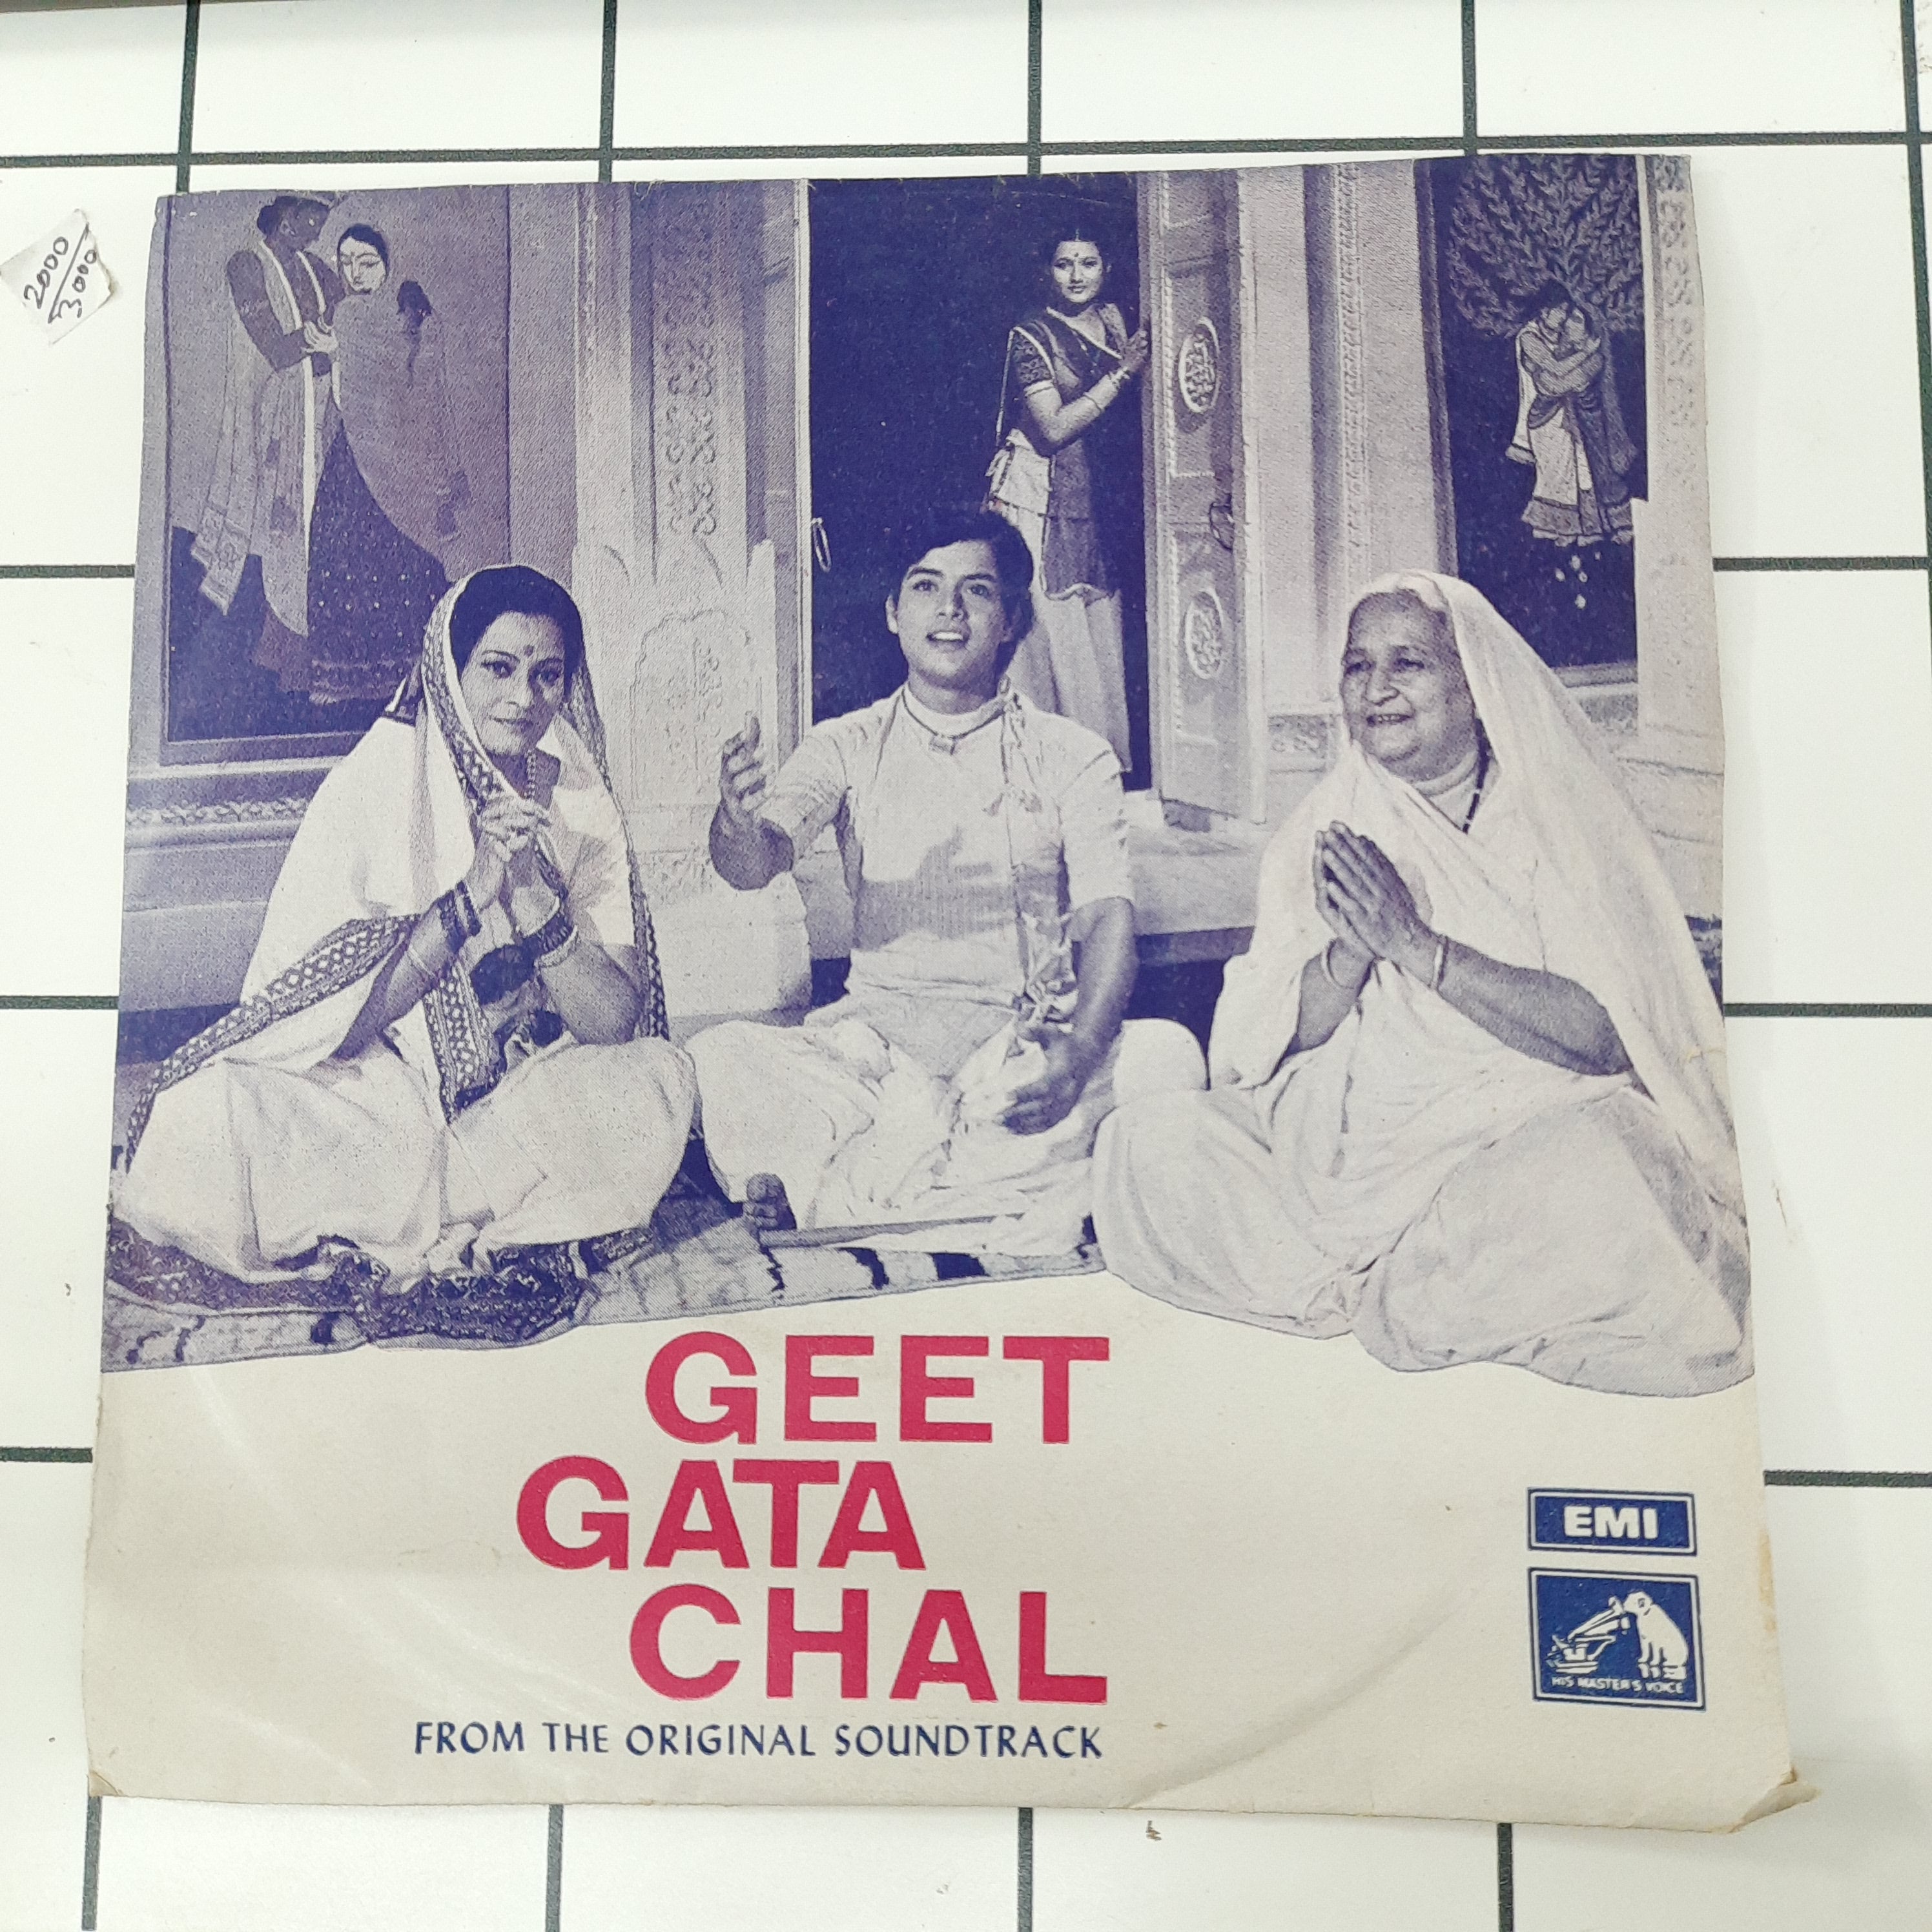 2000
3000
GEET
GATA
CHAL
FROM THE ORIGINAL SOUNDTRACK
EMI
HIS MASTER'S VOICE